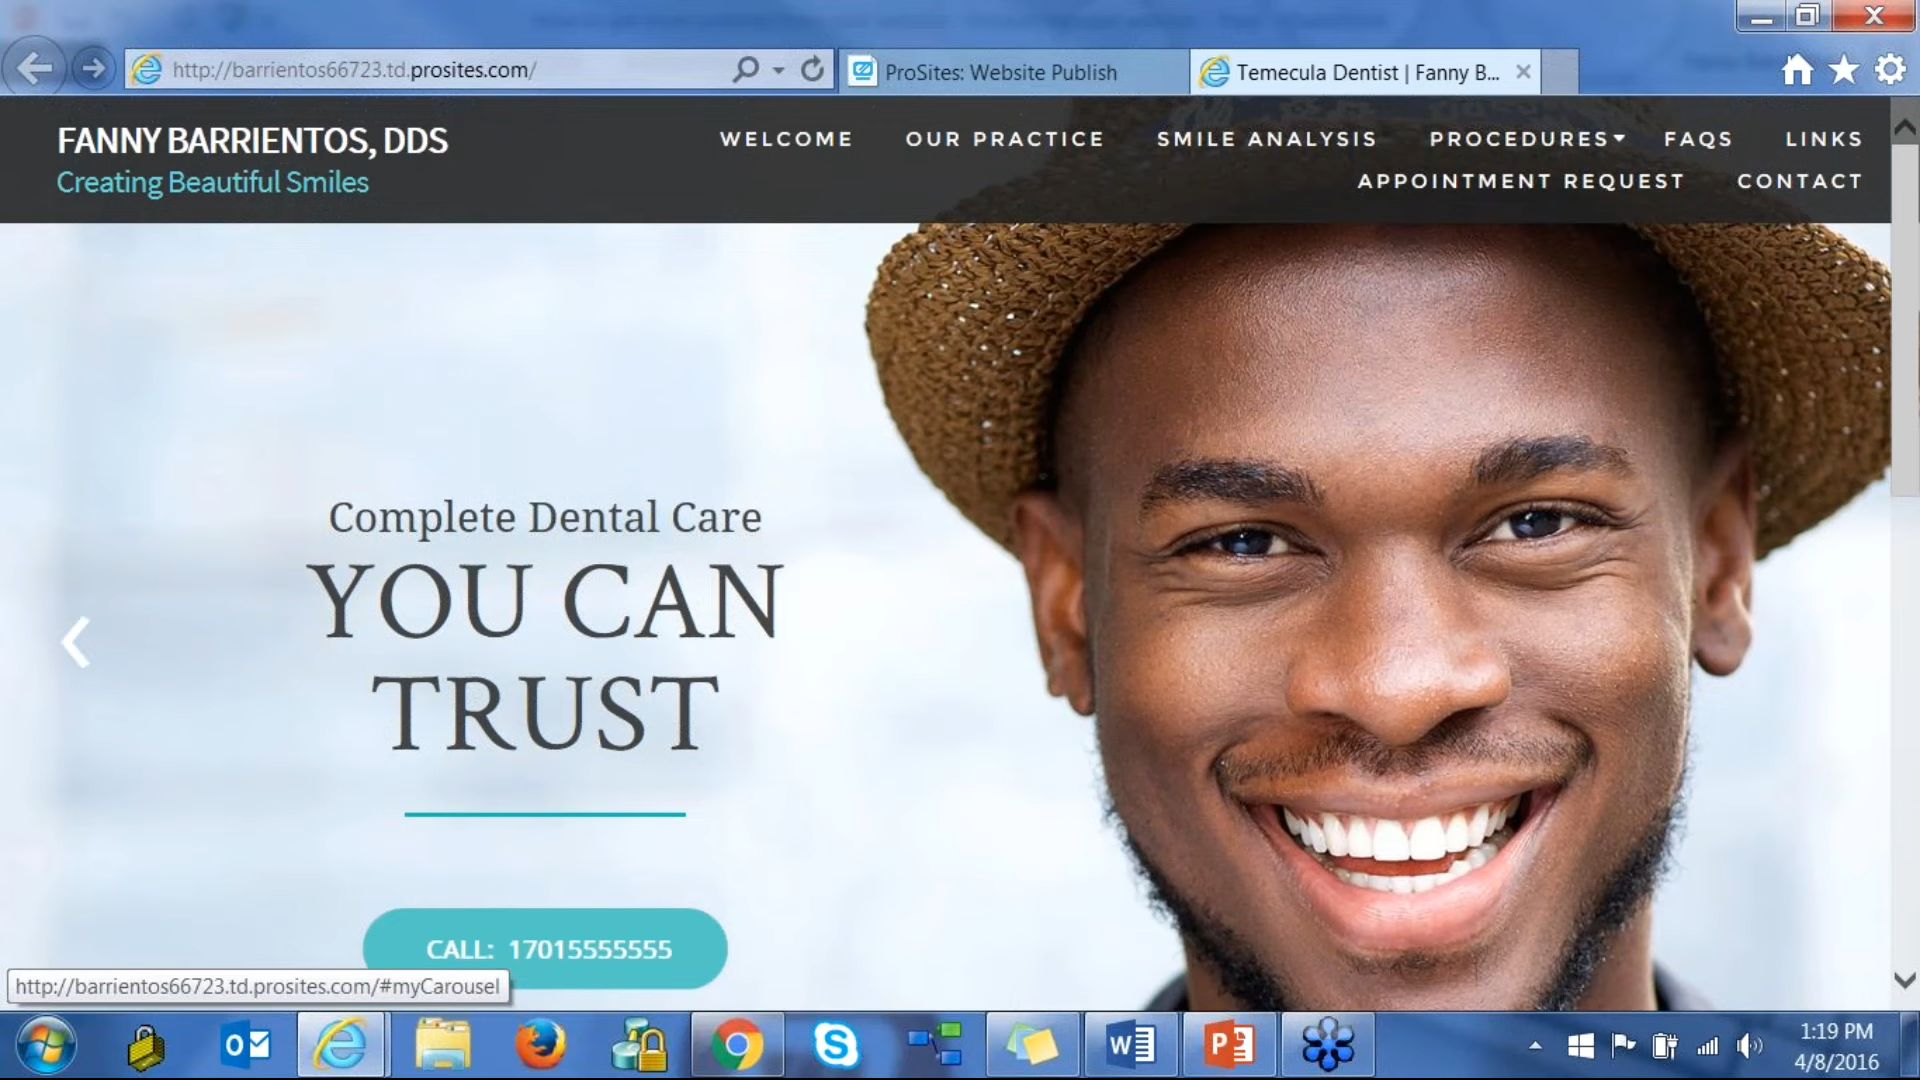 http://barrientos66723.td.prosites.com/
ProSites: Website Publish
Temecula Dentist | Fanny B...
FANNY BARRIENTOS, DDS
Creating Beautiful Smiles
WELCOME
OUR PRACTICE
SMILE ANALYSIS
PROCEDURES
FAQS
LINKS
APPOINTMENT REQUEST
CONTACT
Complete Dental Care
YOU CAN
TRUST
CALL: 17015555555
http://barrientos66723.td.prosites.com/#myCarousel
1:19 PM
4/8/2016